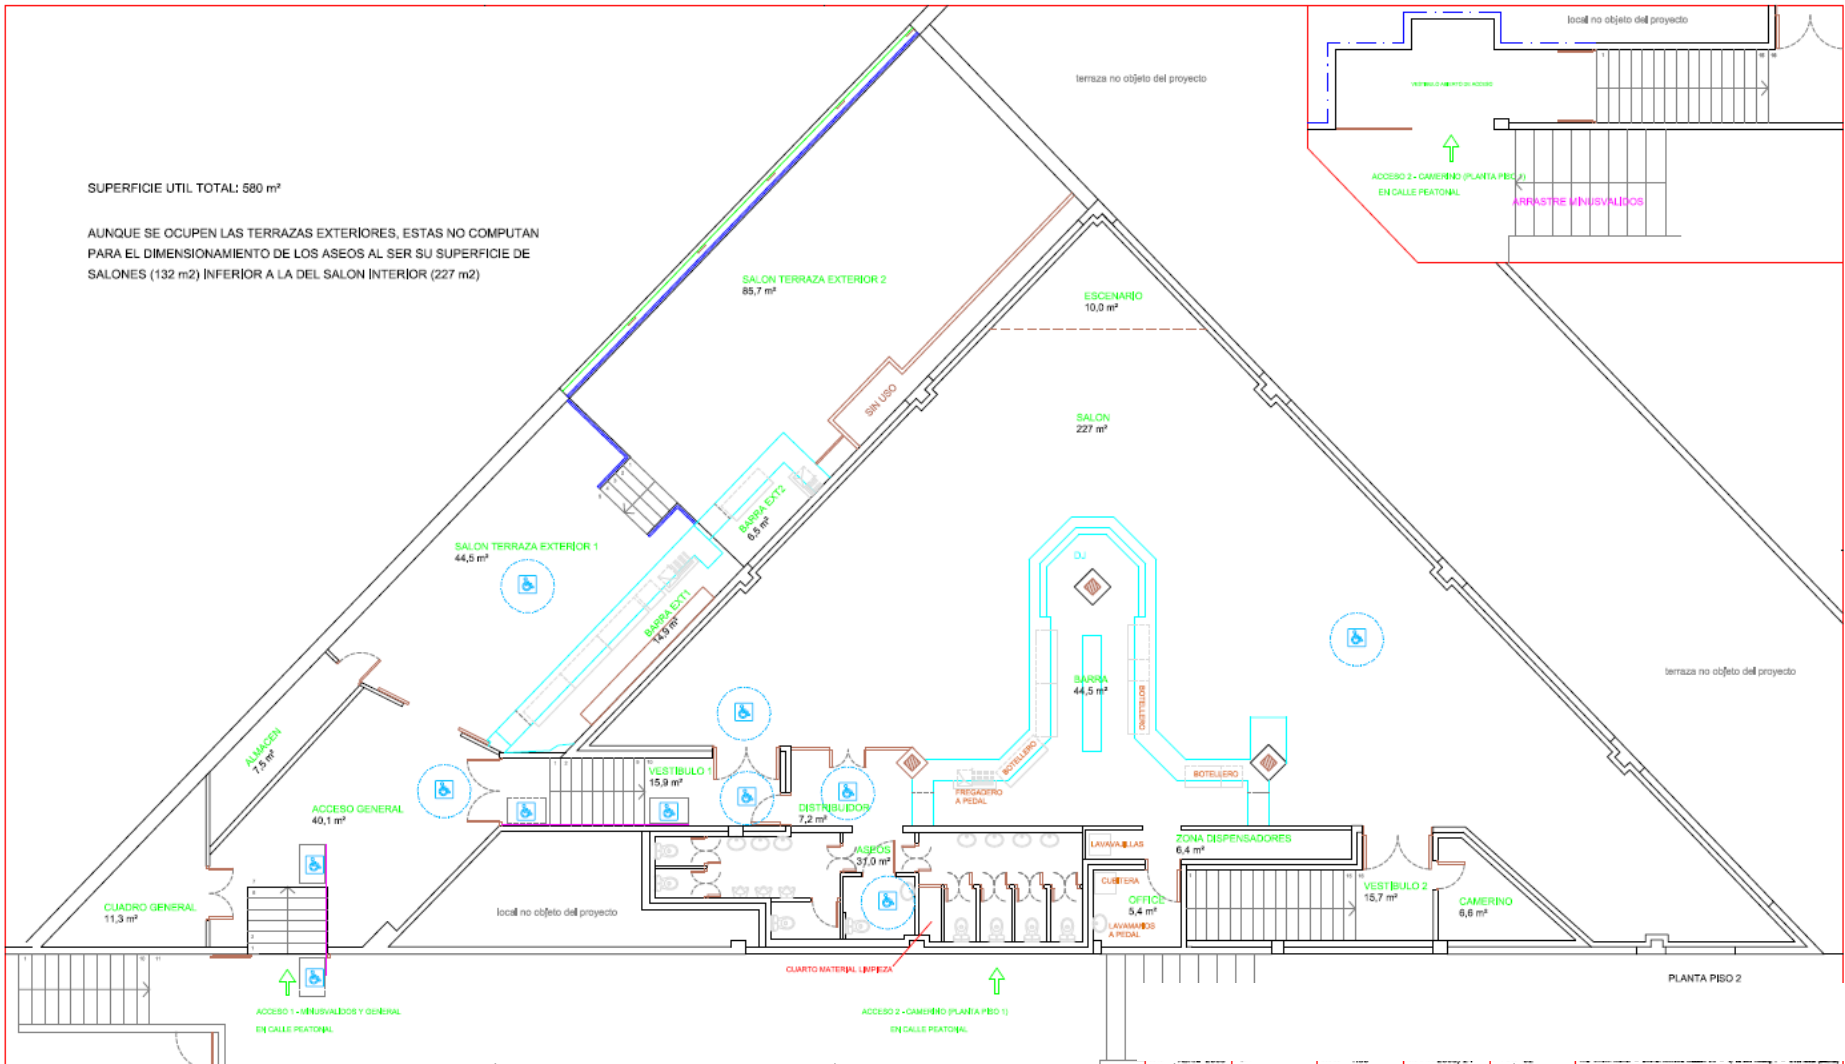 local no objeto del proyecto
terraza no objeto del proyecto
VESTIBULO ABIERTO DE ACCESO
ACCESO 2 - CAMERINO (PLANTA PISO 1)
EN CALLE PEATONAL
ARRASTRE MINUSVALIDOS
SUPERFICIE UTIL TOTAL: 580 m²
AUNQUE SE OCUPEN LAS TERRAZAS EXTERIORES, ESTAS NO COMPUTAN
PARA EL DIMENSIONAMIENTO DE LOS ASEOS AL SER SU SUPERFICIE DE
SALONES (132 m2) INFERIOR A LA DEL SALON INTERIOR (227 m2)
SALON TERRAZA EXTERIOR 2
85,7 m²
ESCENARIO
10,0 m²
SIN USO
SALON
227 m²
BARRA EXT2
6,5 m²
SALON TERRAZA EXTERIOR 1
44,5 m²
BARRA EXT1
14,9 m²
DJ
BARRA
44,5 m²
BOTELLERO
terraza no objeto del proyecto
ALMACEN
7,5 m²
VESTIBULO 1
15,9 m²
BOTELLERO
BOTELLERO
FREGADERO
A PEDAL
ACCESO GENERAL
40,1 m²
DISTRIBUIDOR
7,2 m²
ASEOS
31,0 m²
LAVAVAJILLAS
ZONA DISPENSADORES
6,4 m²
CUBITERA
OFFICE
5,4 m²
LAVAMANOS
A PEDAL
VESTIBULO 2
15,7 m²
CAMERINO
6,6 m²
CUADRO GENERAL
11,3 m²
local no objeto del proyecto
CUARTO MATERIAL LIMPIEZA
PLANTA PISO 2
ACCESO 1 - MINUSVALIDOS Y GENERAL
EN CALLE PEATONAL
ACCESO 2 - CAMERINO (PLANTA PISO 1)
EN CALLE PEATONAL